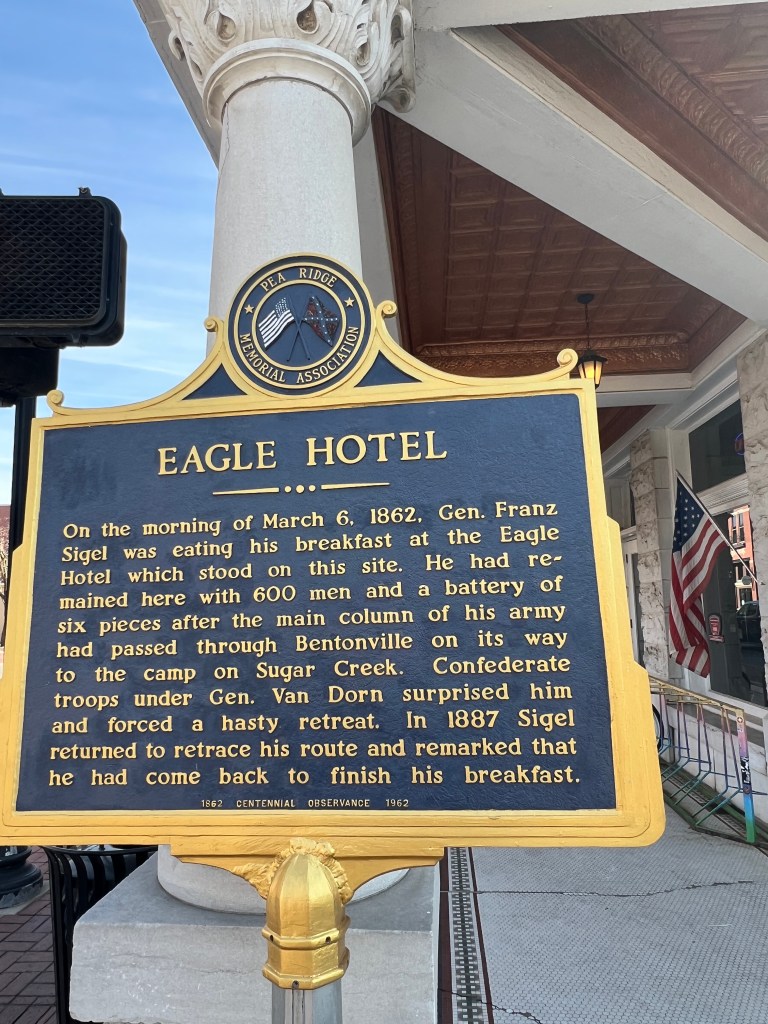 PEA RIDGE
MEMORIAL ASSOCIATION
EAGLE HOTEL
On the morning of March 6, 1862, Gen. Franz
Sigel was eating his breakfast at the Eagle
Hotel which stood on this site. He had re-
mained here with 600 men and a battery of
six pieces after the main column of his army
had passed through Bentonville on its way
to the camp on Sugar Creek. Confederate
troops under Gen. Van Dorn surprised him
and forced a hasty retreat. In 1887 Sigel
returned to retrace his route and remarked that
he had come back to finish his breakfast.
1862 CENTENNIAL OBSERVANCE 1962